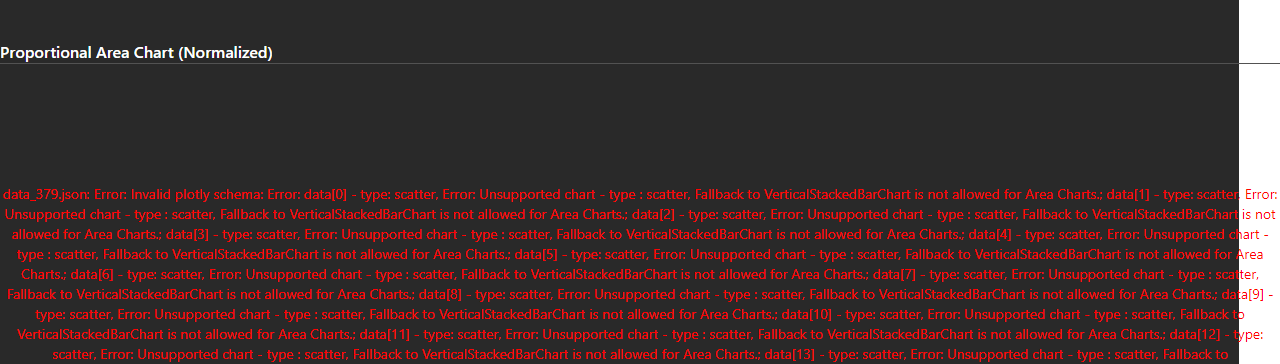 Proportional Area Chart (Normalized)
data_379.json: Error: Invalid plotly schema: Error: data[0] - type: scatter, Error: Unsupported chart - type : scatter, Fallback to VerticalStackedBarChart is not allowed for Area Charts.; data[1] - type: scatter, Error:
Unsupported chart - type : scatter, Fallback to VerticalStackedBarChart is not allowed for Area Charts.; data[2] - type: scatter, Error: Unsupported chart - type : scatter, Fallback to VerticalStackedBarChart is not
allowed for Area Charts.; data[3] - type: scatter, Error: Unsupported chart - type : scatter, Fallback to VerticalStackedBarChart is not allowed for Area Charts.; data[4] - type: scatter, Error: Unsupported chart -
type : scatter, Fallback to VerticalStackedBarChart is not allowed for Area Charts.; data[5] - type: scatter, Error: Unsupported chart - type : scatter, Fallback to VerticalStackedBarChart is not allowed for Area
Charts.; data[6] - type: scatter, Error: Unsupported chart - type : scatter, Fallback to VerticalStackedBarChart is not allowed for Area Charts.; data[7] - type: scatter, Error: Unsupported chart - type : scatter,
Fallback to VerticalStackedBarChart is not allowed for Area Charts.; data[8] - type: scatter, Error: Unsupported chart - type : scatter, Fallback to VerticalStackedBarChart is not allowed for Area Charts.; data[9] -
type: scatter, Error: Unsupported chart - type : scatter, Fallback to VerticalStackedBarChart is not allowed for Area Charts.; data[10] - type: scatter, Error: Unsupported chart - type : scatter, Fallback to
VerticalStackedBarChart is not allowed for Area Charts.; data[11] - type: scatter, Error: Unsupported chart - type : scatter, Fallback to VerticalStackedBarChart is not allowed for Area Charts.; data[12] - type:
scatter, Error: Unsupported chart - type : scatter, Fallback to VerticalStackedBarChart is not allowed for Area Charts.; data[13] - type: scatter, Error: Unsupported chart - type : scatter, Fallback to